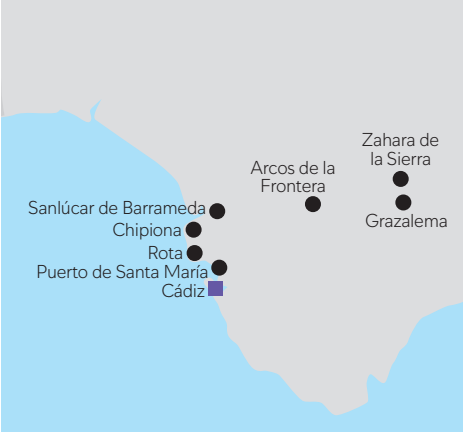 Zahara de
la Sierra
Arcos de la
Frontera
Grazalema
Sanlúcar de Barrameda
Chipiona
Rota
Puerto de Santa María
Cádiz